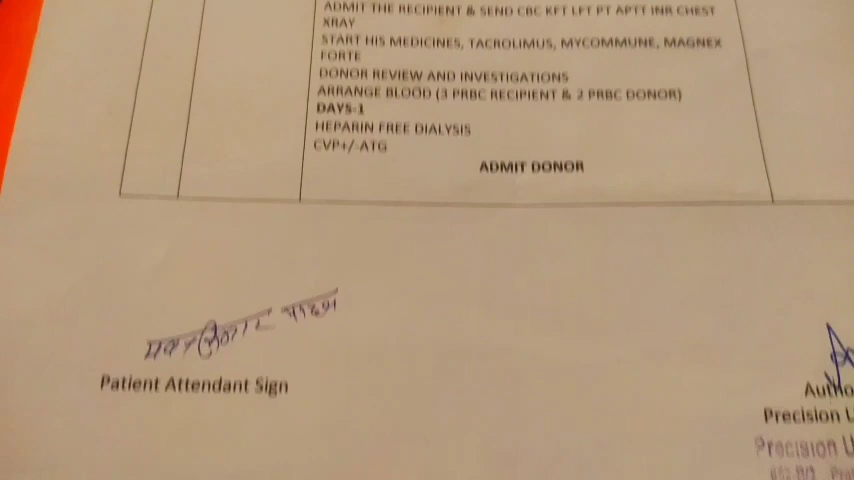 ADMIT THE RECIPIENT & SEND CBC KFT LFT PT APTT INR CHEST
XRAY
START HIS MEDICINES, TACROLIMUS, MYCOMMUNE, MAGNEX
FORTE
DONOR REVIEW AND INVESTIGATIONS
ARRANGE BLOOD (3 PRBC RECIPIENT & 2 PRBC DONOR)
DAYS-1
HEPARIN FREE DIALYSIS
CVP+/-ATG
ADMIT DONOR
Patient Attendant Sign
Autho
Precision U
Precision U